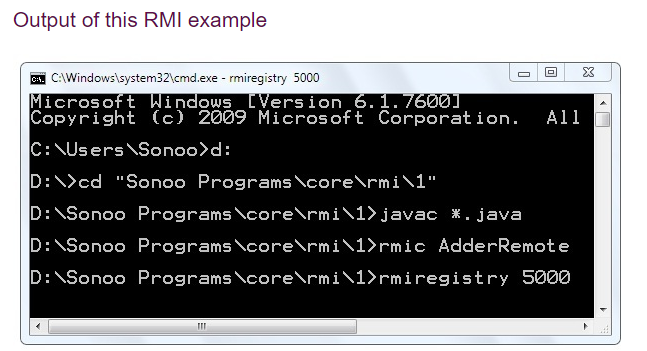 Output of this RMI example
C:\Windows\system32\cmd.exe - rmiregistry 5000
Microsoft Windows [Version 6.1.7600]
Copyright (c) 2009 Microsoft Corporation. All
C:\Users\Sonoo>d:
D:\>cd "Sonoo Programs\core\rmi\1"
D:\Sonoo Programs\core\rmi\1>javac *.java
D:\Sonoo Programs\core\rmi\1>rmic AdderRemote
D:\Sonoo Programs\core\rmi\1>rmiregistry 5000